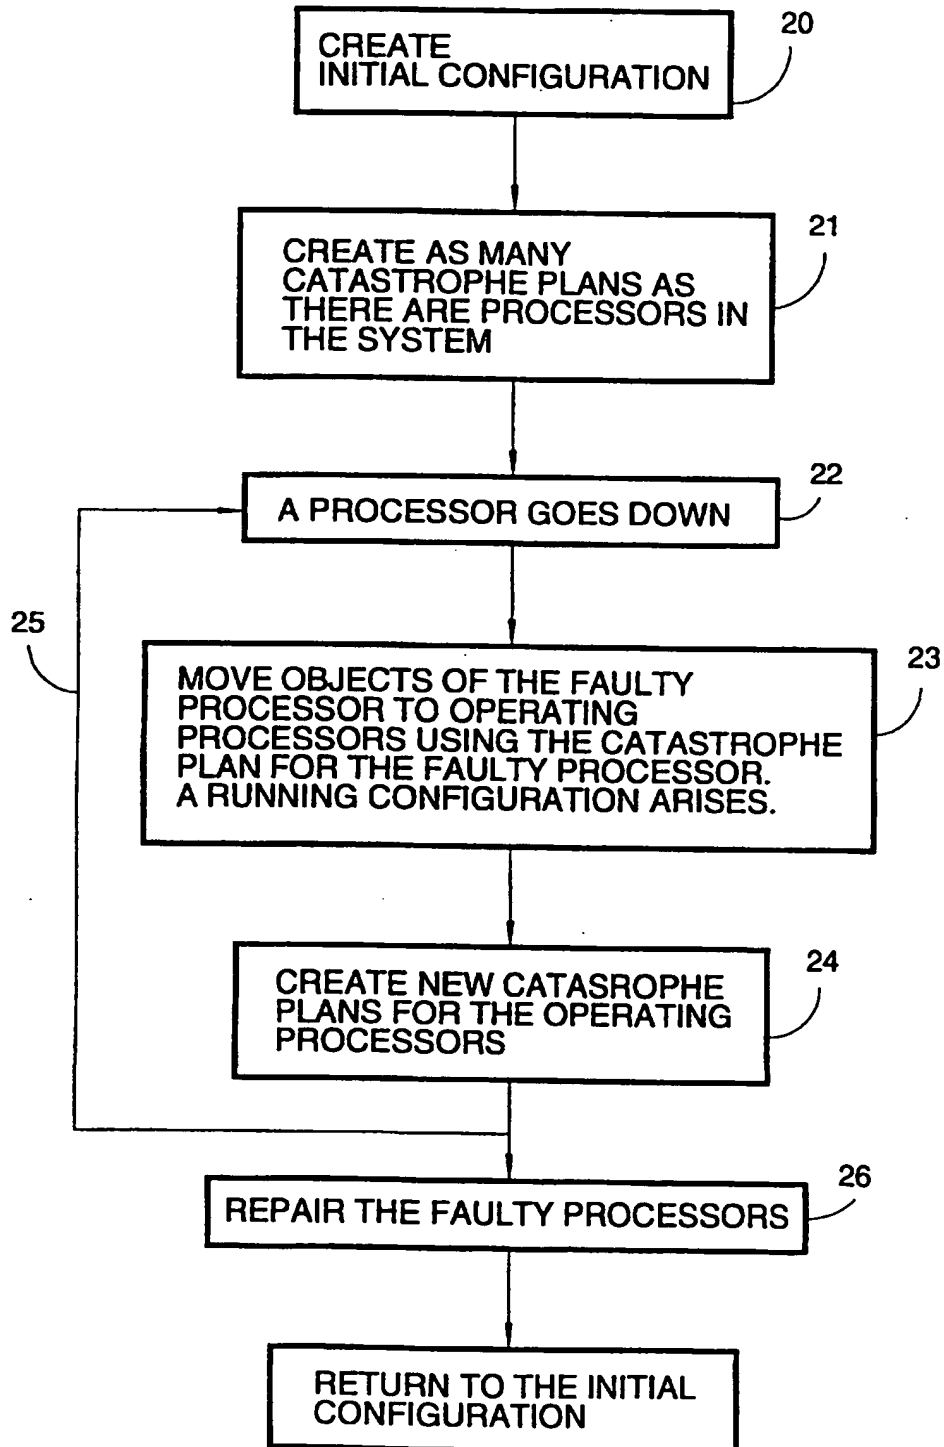 20
CREATE
INITIAL CONFIGURATION
21
CREATE AS MANY
CATASTROPHE PLANS AS
THERE ARE PROCESSORS IN
THE SYSTEM
22
A PROCESSOR GOES DOWN
25
23
MOVE OBJECTS OF THE FAULTY
PROCESSOR TO OPERATING
PROCESSORS USING THE CATASTROPHE
PLAN FOR THE FAULTY PROCESSOR.
A RUNNING CONFIGURATION ARISES.
24
CREATE NEW CATASROPHE
PLANS FOR THE OPERATING
PROCESSORS
26
REPAIR THE FAULTY PROCESSORS
RETURN TO THE INITIAL
CONFIGURATION